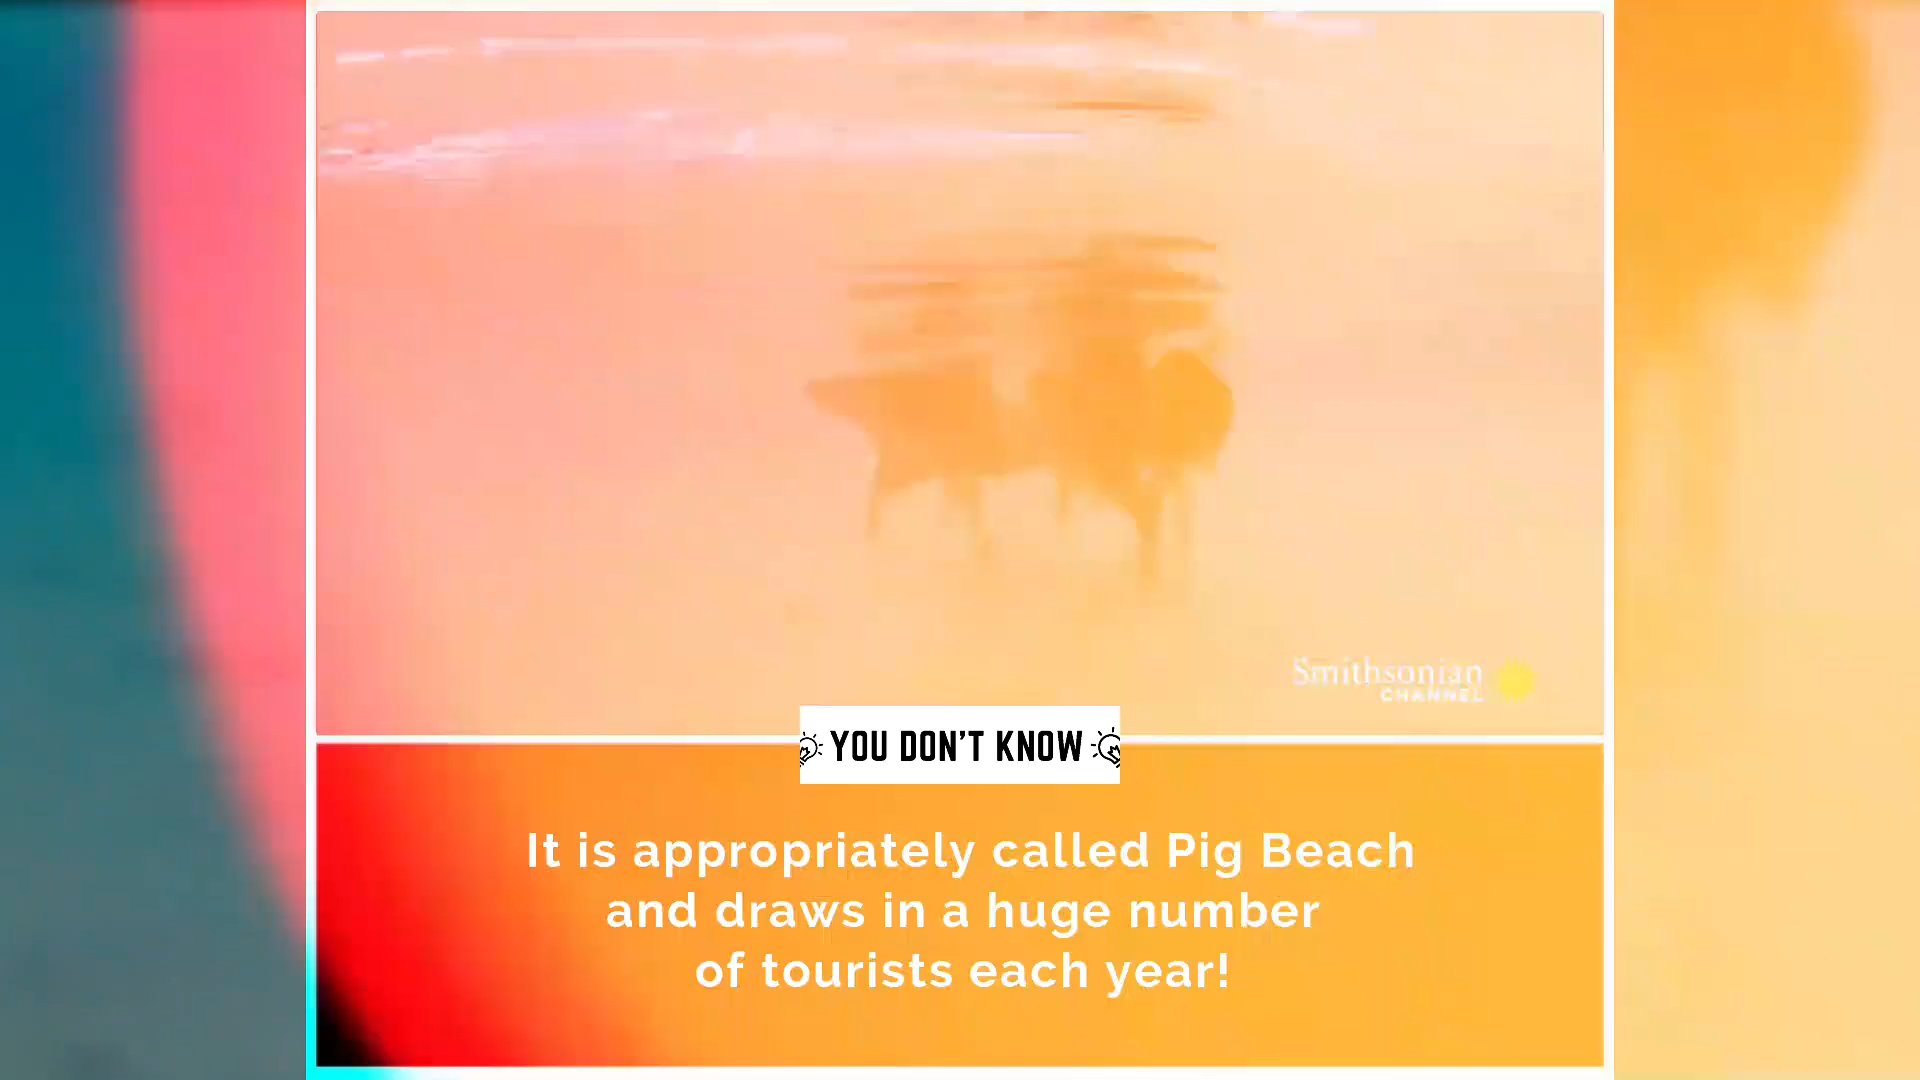 Smithsonian
CHANNEL
YOU DON'T KNOW
It is appropriately called Pig Beach
and draws in a huge number
of tourists each year!